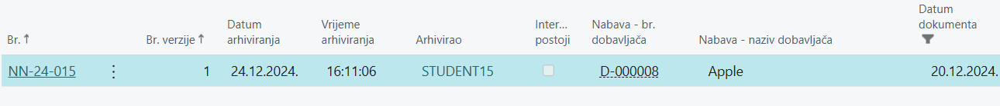 Br. ↑
Br. verzije ↑
Datum
arhiviranja
Vrijeme
arhiviranja
Arhivirao
Inter...
postoji
Nabava - br.
dobavljača
Nabava - naziv dobavljača
Datum
dokumenta
NN-24-015 ⋮ 1 24.12.2024. 16:11:06 STUDENT15 D-000008 Apple 20.12.2024.